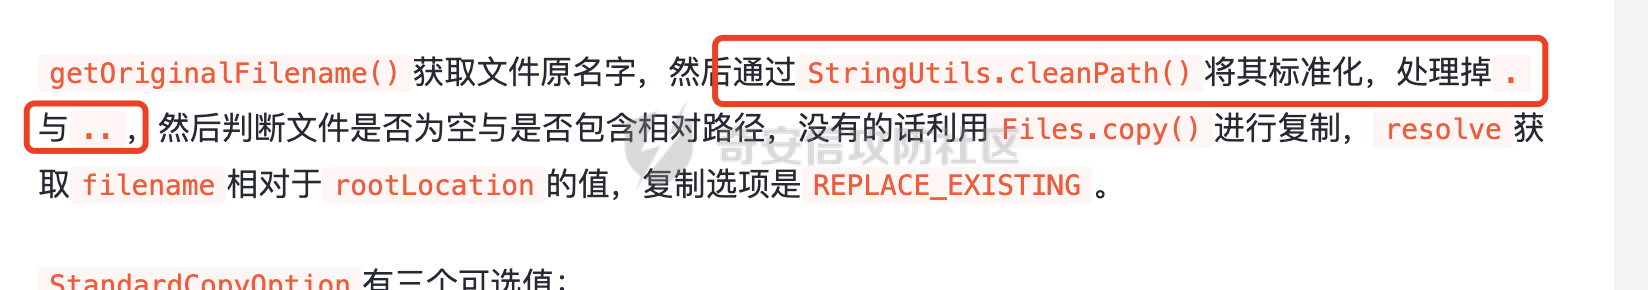 getOriginalFilename() 获取文件原名字，然后通过 StringUtils.cleanPath() 将其标准化，处理掉 .
与 .. ，然后判断文件是否为空与是否包含相对路径，没有的话利用 Files.copy() 进行复制， resolve 获
奇安信攻防社区
取 filename 相对于 rootLocation 的值，复制选项是 REPLACE_EXISTING 。
StandardCopyOption 有三个可选值：